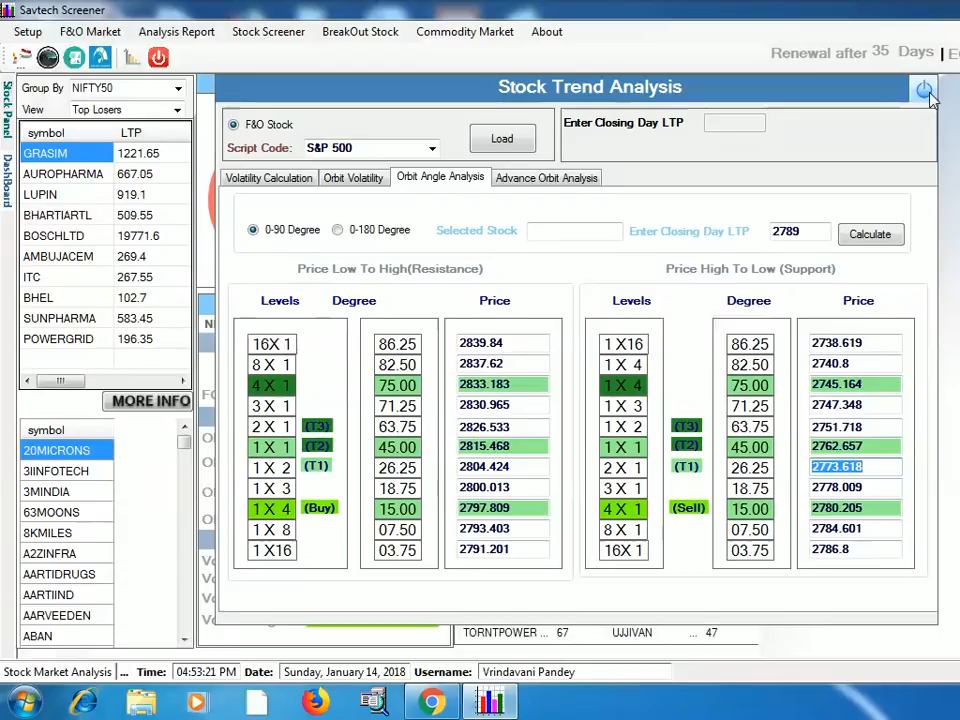 Savtech Screener
Setup F&O Market Analysis Report Stock Screener BreakOut Stock Commodity Market About
Renewal after 35 Days |
Stock Panel
DashBoard
Group By NIFTY50
View Top Losers
symbol LTP
GRASIM 1221.65
AUROPHARMA 667.05
LUPIN 919.1
BHARTIARTL 509.55
BOSCHLTD 19771.6
AMBUJACEM 269.4
ITC 267.55
BHEL 102.7
SUNPHARMA 583.45
POWERGRID 196.35
MORE INFO
symbol
20MICRONS
3IINFOTECH
3MINDIA
63MOONS
8KMILES
A2ZINFRA
AARTIDRUGS
AARTIIND
AARVEEDEN
ABAN
Stock Trend Analysis
F&O Stock
Script Code: S&P 500 Load
Enter Closing Day LTP
Volatility Calculation Orbit Volatility Orbit Angle Analysis Advance Orbit Analysis
0-90 Degree 0-180 Degree Selected Stock Enter Closing Day LTP 2789 Calculate
Price Low To High(Resistance) Price High To Low (Support)
Levels Degree Price Levels Degree Price
16X 1 86.25 2839.84 1 X16 86.25 2738.619
8 X 1 82.50 2837.62 1 X 4 82.50 2740.8
4 X 1 75.00 2833.183 1 X 4 75.00 2745.164
3 X 1 71.25 2830.965 1 X 3 71.25 2747.348
2 X 1 (T3) 63.75 2826.533 1 X 2 (T3) 63.75 2751.718
1 X 1 (T2) 45.00 2815.468 1 X 1 (T2) 45.00 2762.657
1 X 2 (T1) 26.25 2804.424 2 X 1 (T1) 26.25 2773.618
1 X 3 18.75 2800.013 3 X 1 18.75 2778.009
1 X 4 (Buy) 15.00 2797.809 4 X 1 (Sell) 15.00 2780.205
1 X 8 07.50 2793.403 8 X 1 07.50 2784.601
1 X16 03.75 2791.201 16X 1 03.75 2786.8
TORNTPOWER ... 67 UJJIVAN ... 47
Stock Market Analysis ... Time: 04:53:21 PM Date: Sunday, January 14, 2018 Username: Vrindavani Pandey